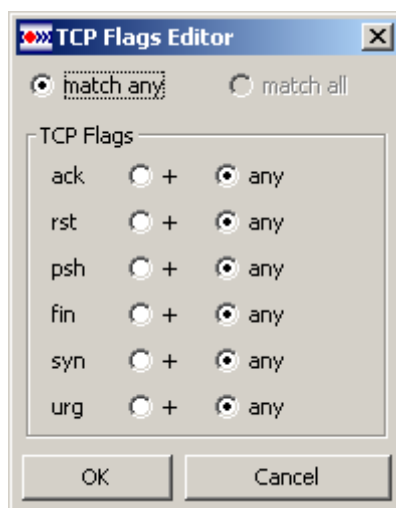 TCP Flags Editor
match any match all
TCP Flags
ack + any
rst + any
psh + any
fin + any
syn + any
urg + any
OK Cancel